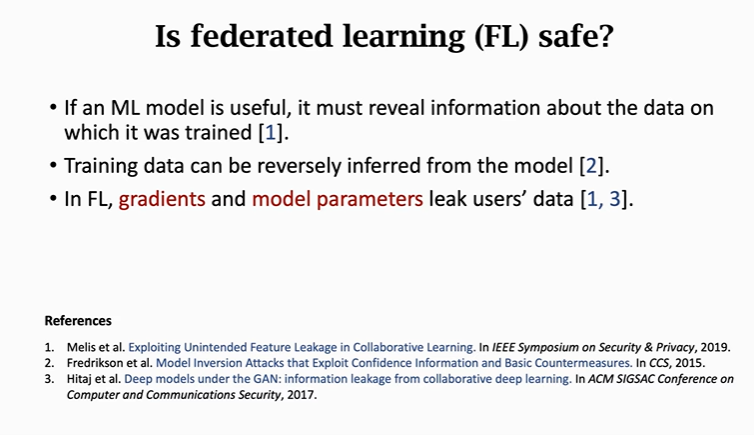 Is federated learning (FL) safe?
• If an ML model is useful, it must reveal information about the data on
which it was trained [1].
• Training data can be reversely inferred from the model [2].
• In FL, gradients and model parameters leak users’ data [1, 3].
References
1. Melis et al. Exploiting Unintended Feature Leakage in Collaborative Learning. In IEEE Symposium on Security & Privacy, 2019.
2. Fredrikson et al. Model Inversion Attacks that Exploit Confidence Information and Basic Countermeasures. In CCS, 2015.
3. Hitaj et al. Deep models under the GAN: information leakage from collaborative deep learning. In ACM SIGSAC Conference on
Computer and Communications Security, 2017.